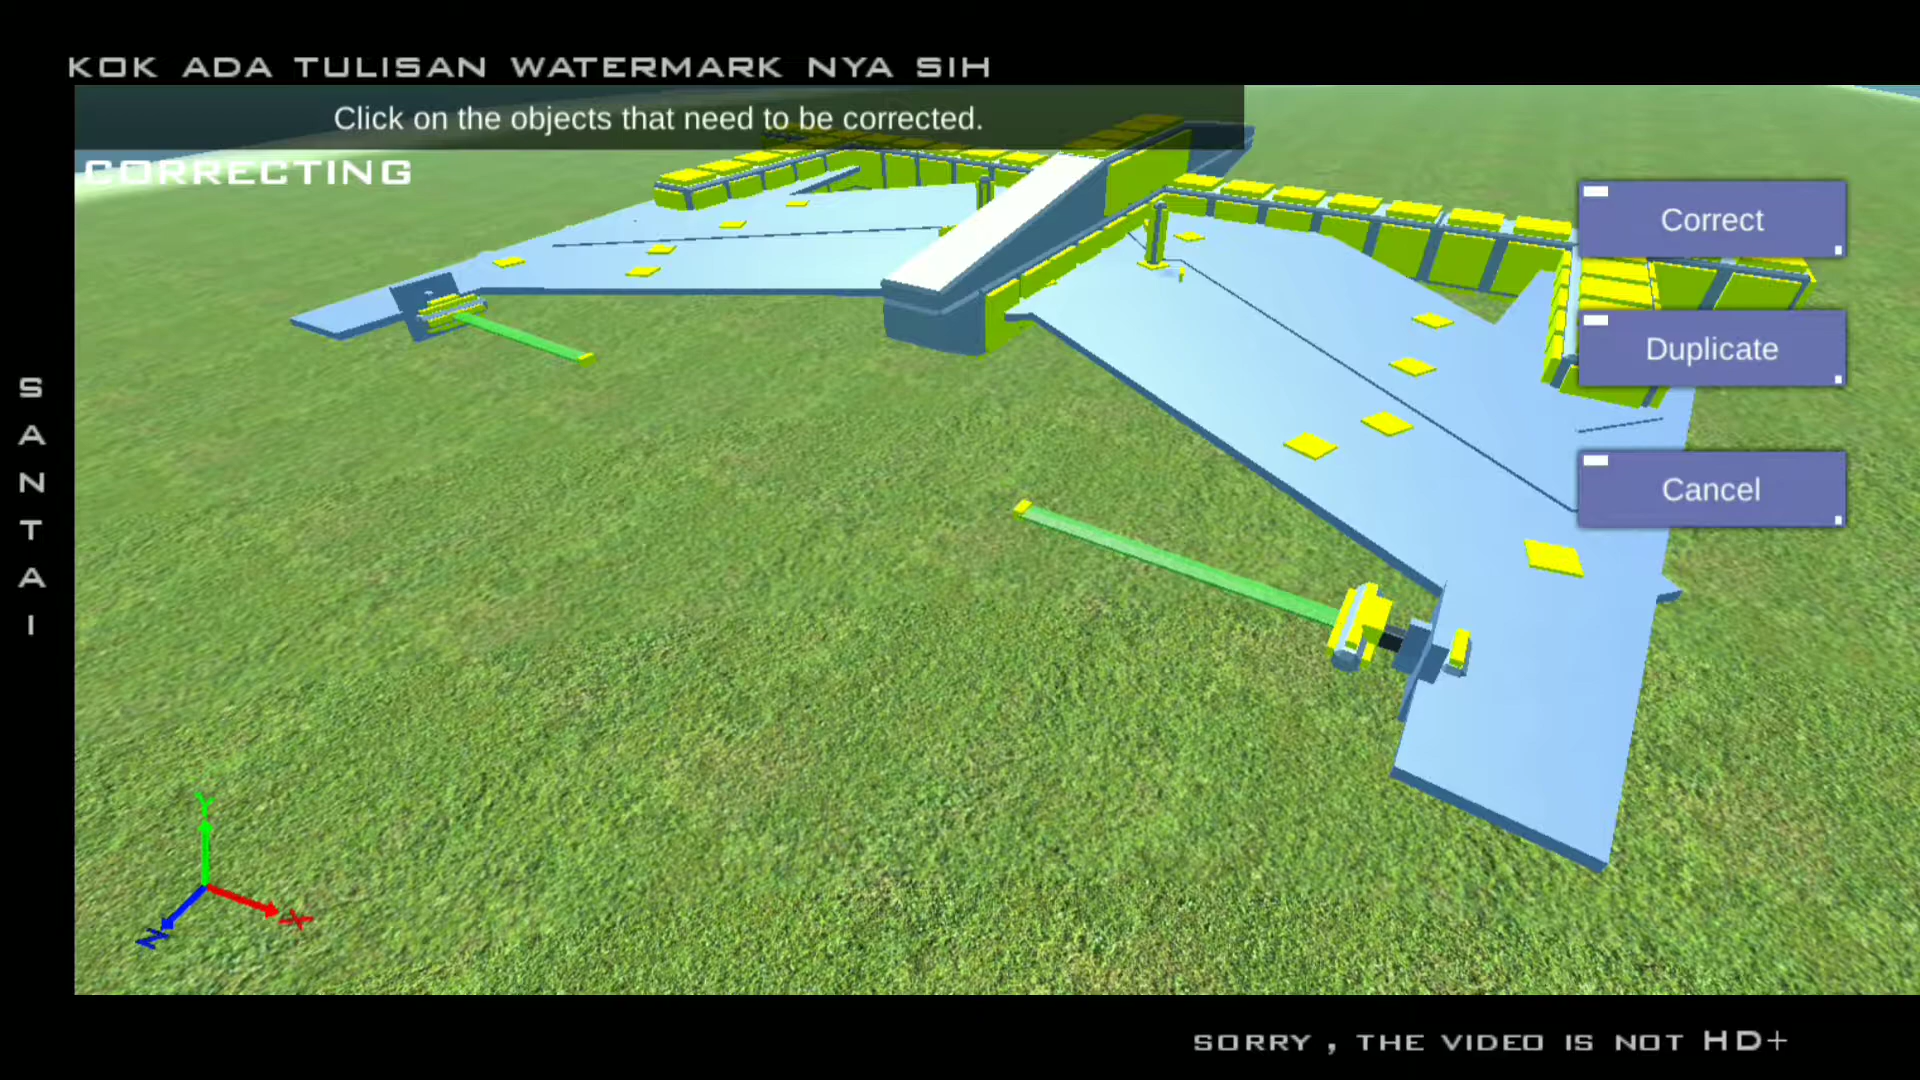 KOK ADA TULISAN WATERMARK NYA SIH
Click on the objects that need to be corrected.
CORRECTING
Correct
Duplicate
Cancel
SANTAI
Y
X
Z
SORRY , THE VIDEO IS NOT HD+